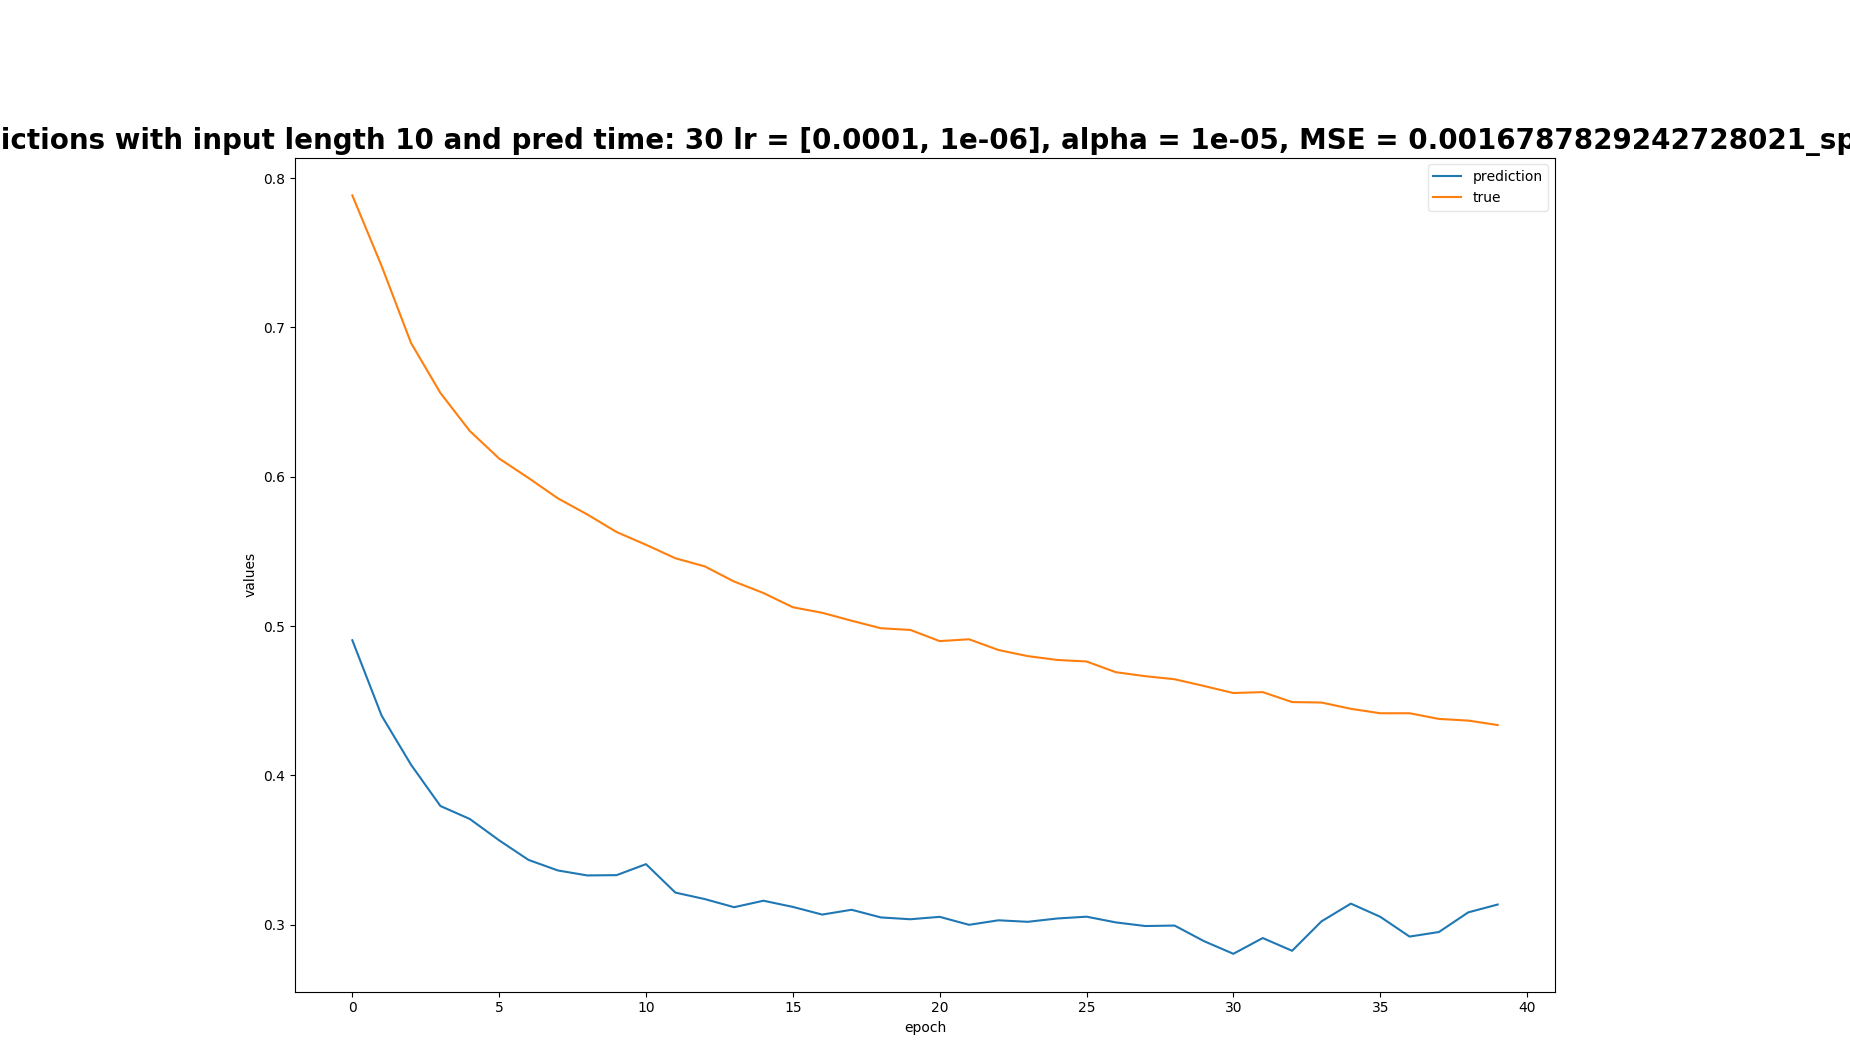 ictions with input length 10 and pred time: 30 lr = [0.0001, 1e-06], alpha = 1e-05, MSE = 0.0016787829242728021_sp
prediction
true
0.8
0.7
0.6
0.5
0.4
0.3
values
0 5 10 15 20 25 30 35 40
epoch